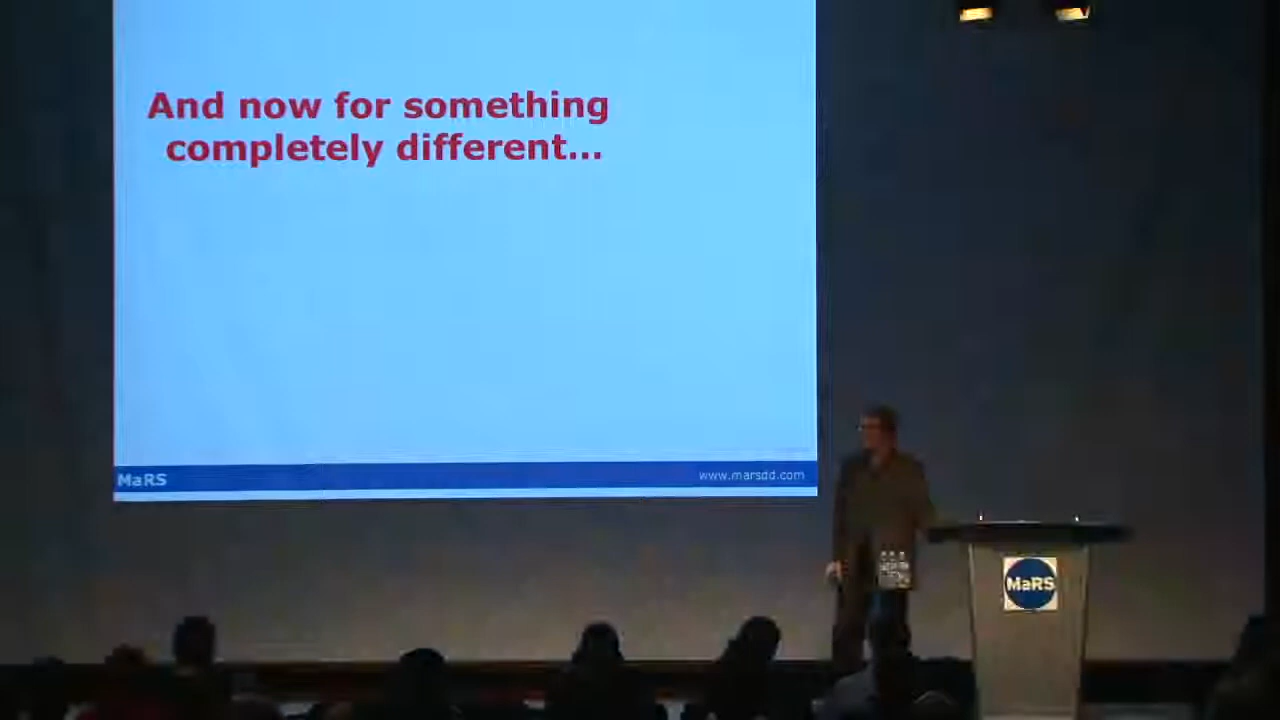 And now for something
completely different...
MaRS
www.marsdd.com
MaRS